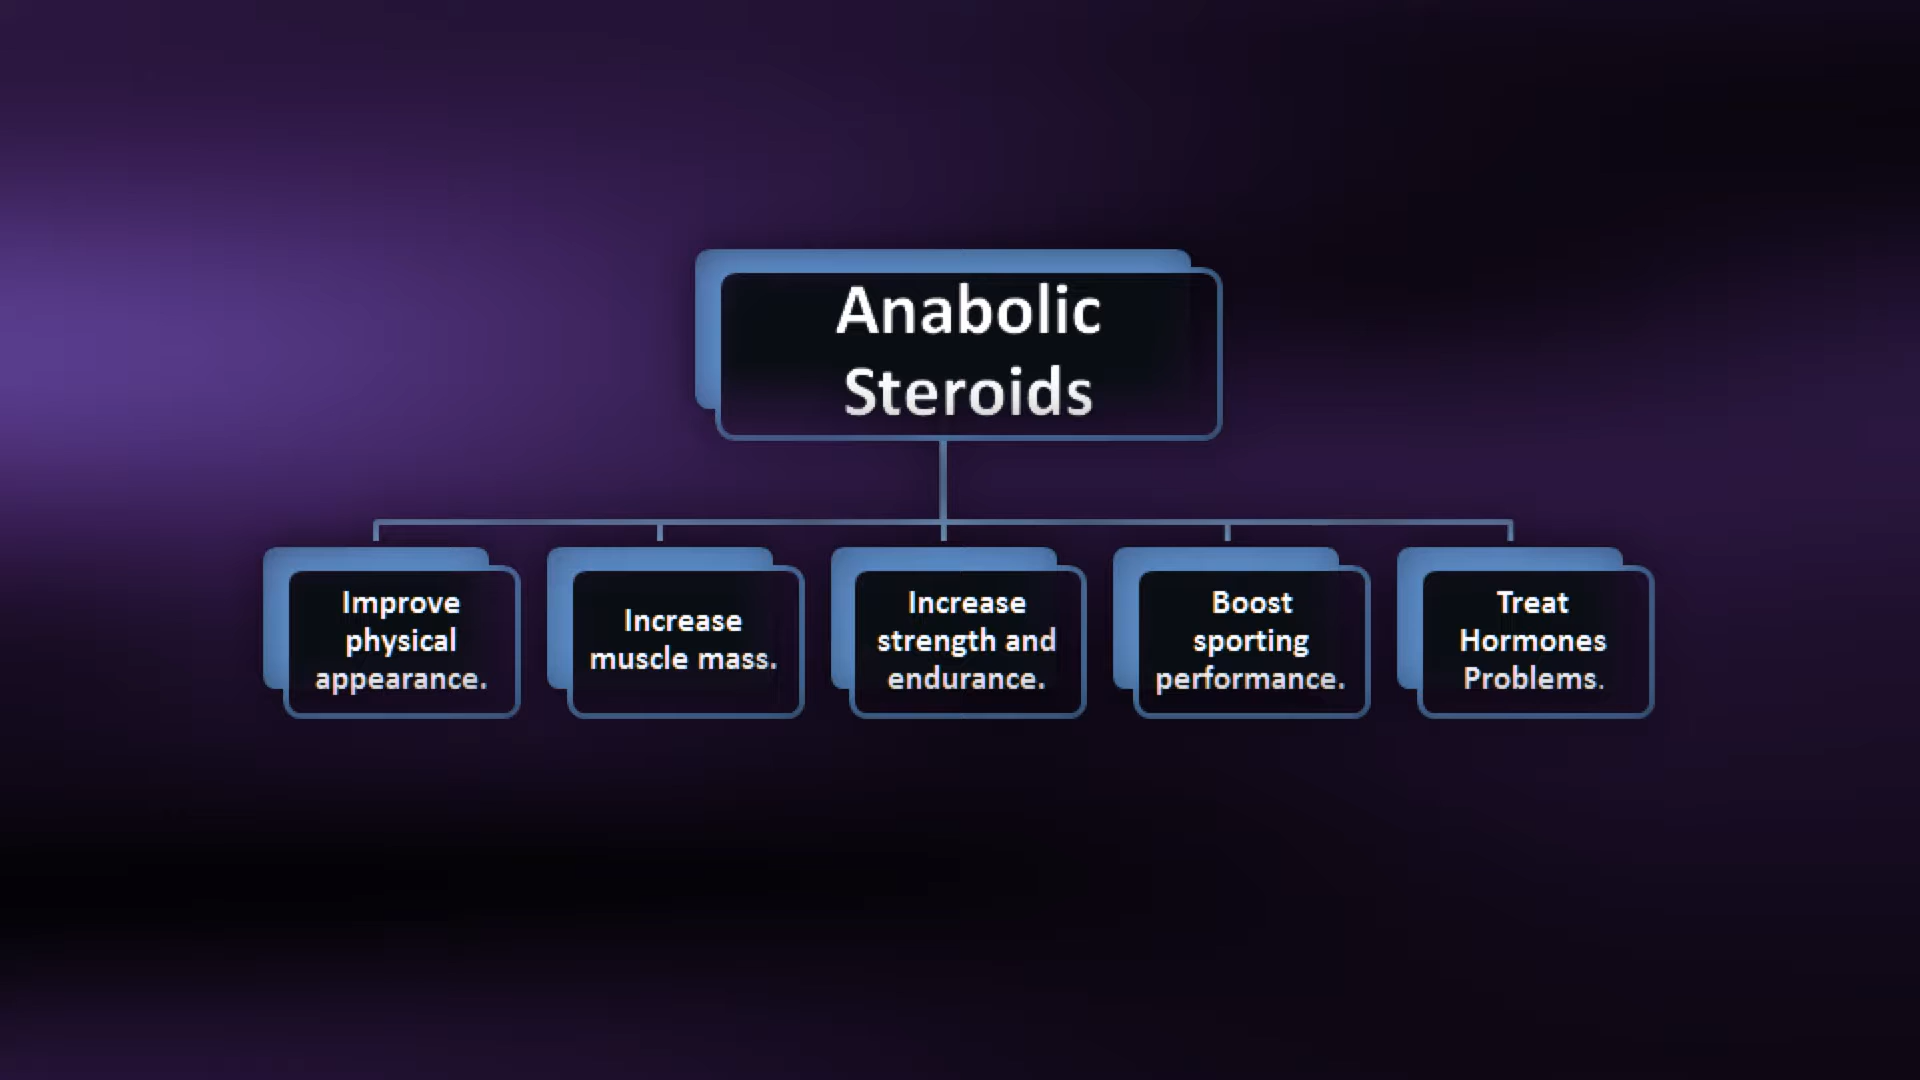 Anabolic
Steroids
Improve
physical
appearance.
Increase
muscle mass.
Increase
strength and
endurance.
Boost
sporting
performance.
Treat
Hormones
Problems.